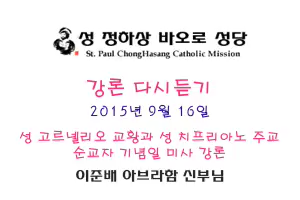 성 정하상 바오로 성당
St. Paul ChongHasang Catholic Mission
강론 다시듣기
2015년 9월 16일
성 고르넬리오 교황과 성 치프리아노 주교
순교자 기념일 미사 강론
이준배 아브라함 신부님